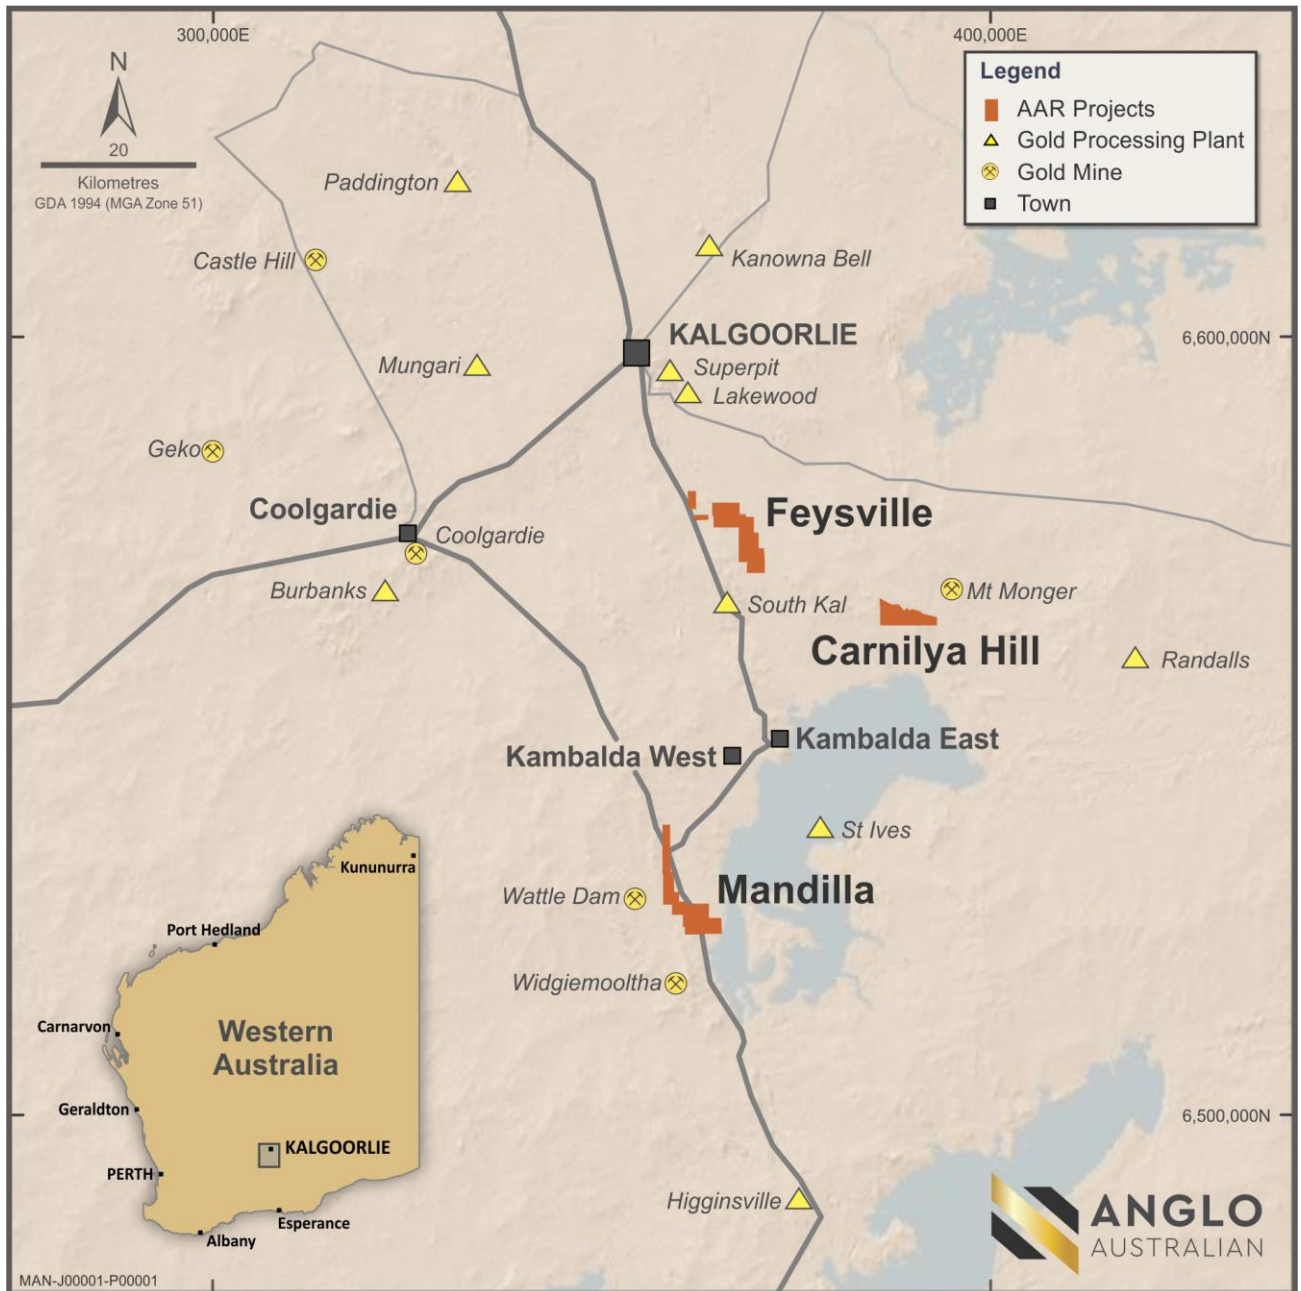 300,000E
400,000E
N
20
Kilometres
GDA 1994 (MGA Zone 51)
Legend
AAR Projects
Gold Processing Plant
Gold Mine
Town
Paddington
Castle Hill
Kanowna Bell
KALGOORLIE
6,600,000N
Mungari
Superpit
Lakewood
Geko
Coolgardie
Feysville
Coolgardie
Burbanks
South Kal
Mt Monger
Carnilya Hill
Randalls
Kambalda East
Kambalda West
St Ives
Mandilla
Wattle Dam
Widgiemooltha
Kununurra
Port Hedland
Carnarvon
Western
Australia
Geraldton
KALGOORLIE
PERTH
Esperance
Albany
6,500,000N
Higginsville
ANGLO
AUSTRALIAN
MAN-J00001-P00001